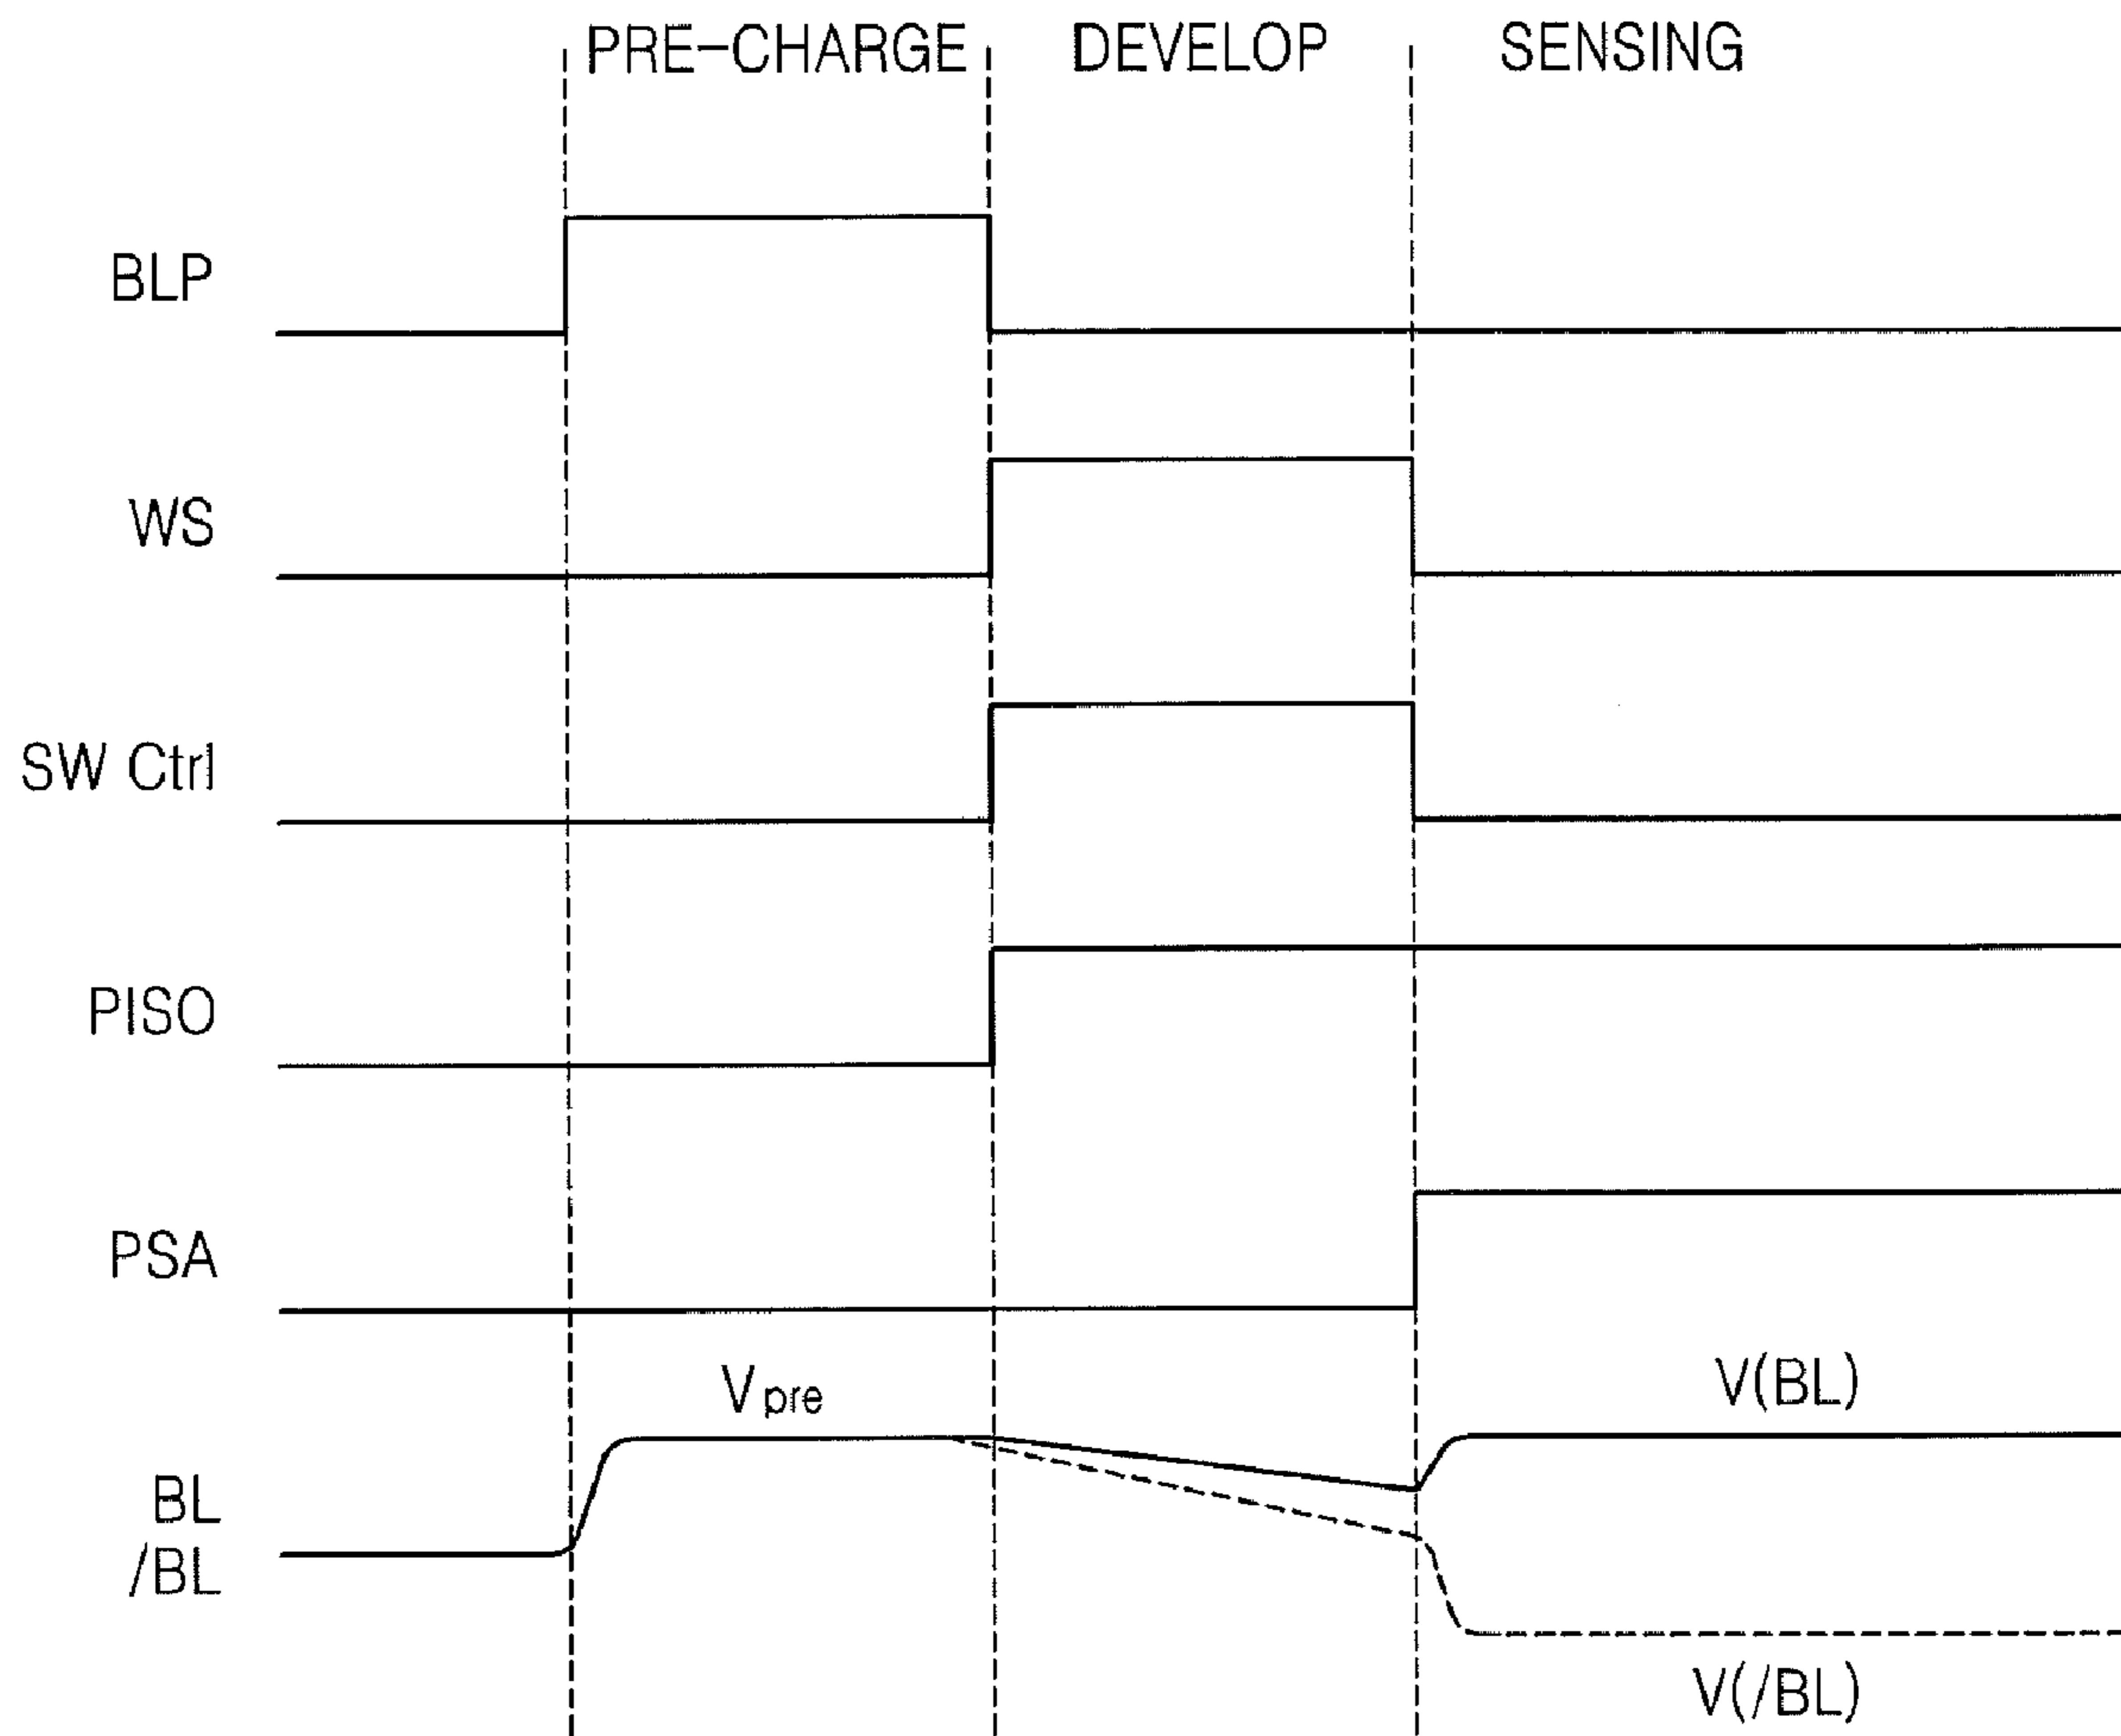 PRE-CHARGE DEVELOP SENSING
BLP
WS
SW Ctrl
PISO
PSA
Vpre
V(BL)
BL
/BL
V(/BL)